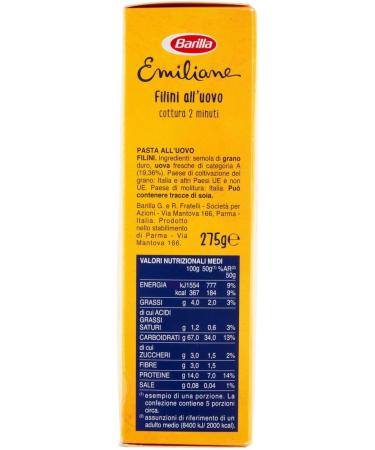 Barilla
Emiliane
Filini all'uovo
cottura 2 minuti
PASTA ALL'UOVO
FILINI. Ingredienti: semola di grano
duro, uova fresche di categoria A
(19,36%). Paese di coltivazione del
grano: Italia e altri Paesi UE e non
UE. Paese di molitura: Italia. Può
contenere tracce di soia.
Barilla G. e R. Fratelli - Società per
Azioni - Via Mantova 166, Parma -
Italia. Prodotto
nello stabilimento
di Parma - Via
Mantova 166.
275g℮
VALORI NUTRIZIONALI MEDI
100g 50g(1) %AR(2)
50g
ENERGIA kJ1554 777 9%
kcal 367 184 9%
GRASSI g 4,0 2,0 3%
di cui ACIDI
GRASSI
SATURI g 1,2 0,6 3%
CARBOIDRATI g 67,0 34,0 13%
di cui
ZUCCHERI g 3,0 1,5 2%
FIBRE g 3,0 1,5
PROTEINE g 14,0 7,0 14%
SALE g 0,08 0,04 1%
(1) esempio di una porzione. La
confezione contiene 5 porzioni
circa.
(2) assunzioni di riferimento di un
adulto medio (8400 kJ/ 2000 kcal).